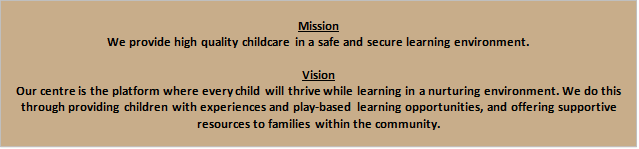 Mission
We provide high quality childcare in a safe and secure learning environment.
Vision
Our centre is the platform where every child will thrive while learning in a nurturing environment. We do this
through providing children with experiences and play-based learning opportunities, and offering supportive
resources to families within the community.